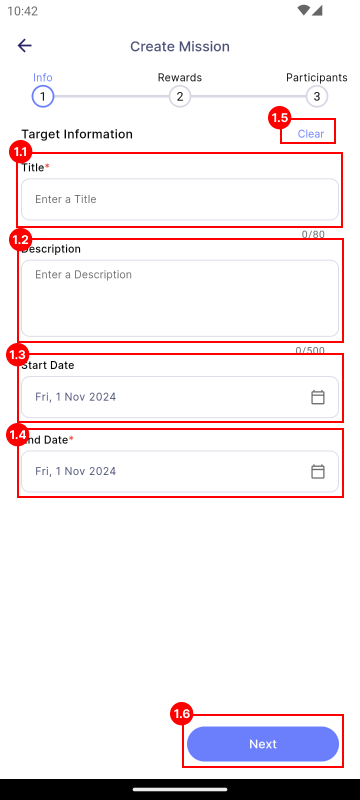 10:42
Create Mission
Info Rewards Participants
1 2 3
1.5
Target Information Clear
1.1
Title*
Enter a Title
0/80
1.2
Description
Enter a Description
0/500
1.3
Start Date
Fri, 1 Nov 2024
1.4
End Date*
Fri, 1 Nov 2024
1.6
Next